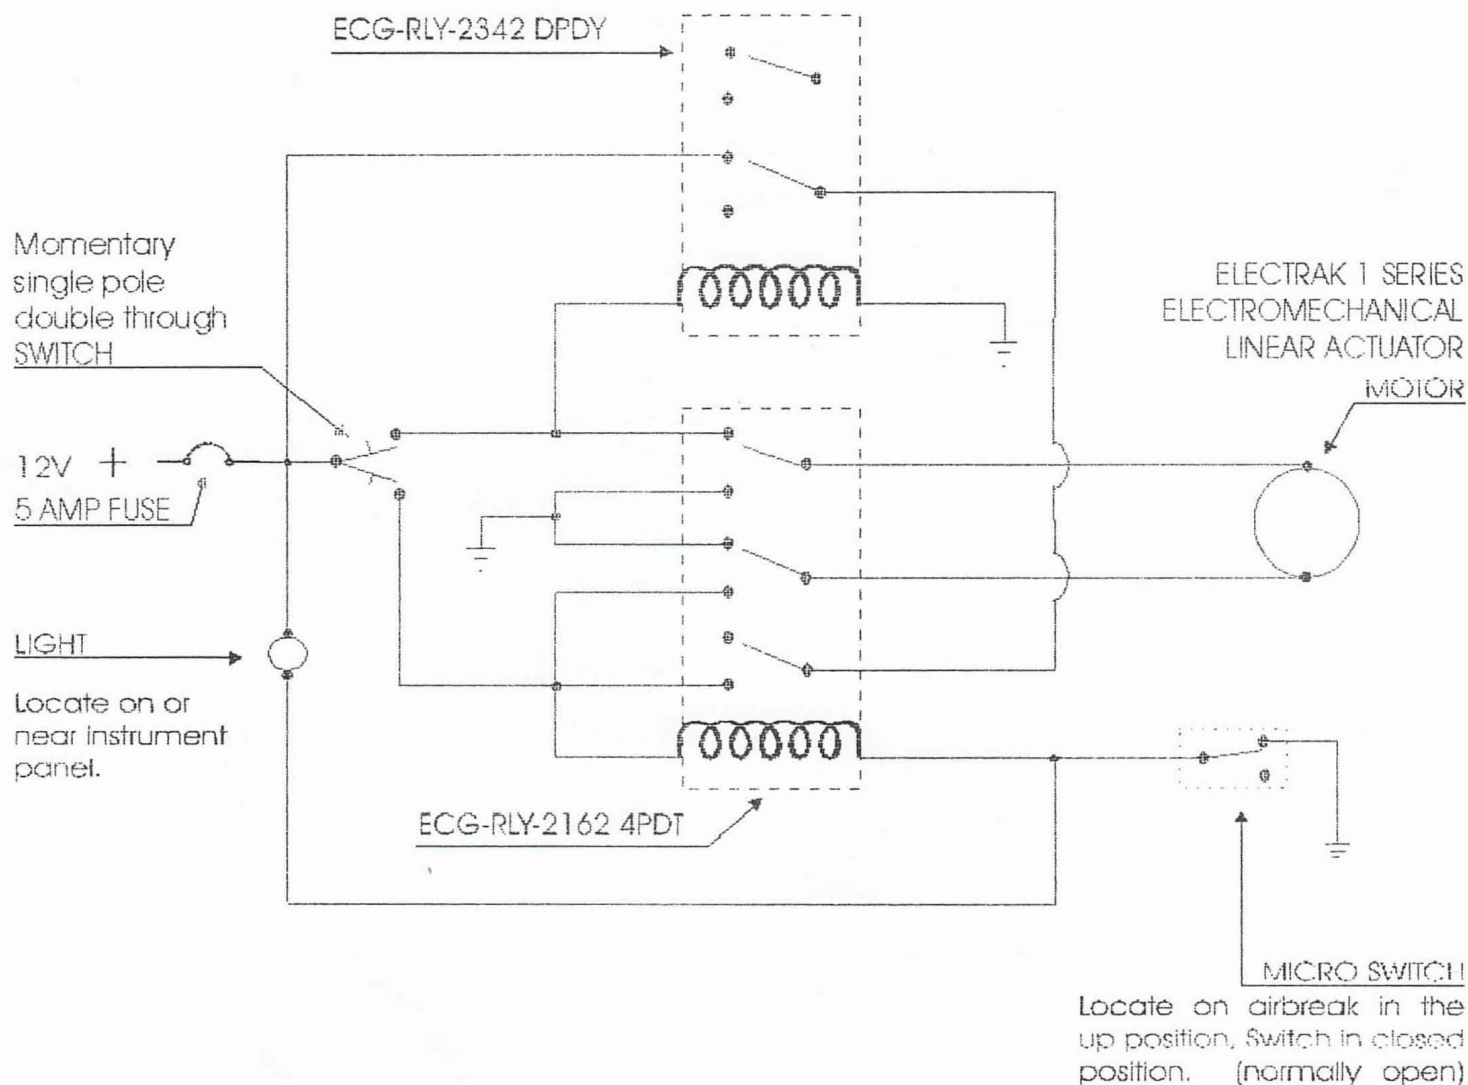 ECG-RLY-2342 DPDY
Momentary
single pole
double through
SWITCH
12V +
5 AMP FUSE
LIGHT
Locate on or
near instrument
panel.
ELECTRAK 1 SERIES
ELECTROMECHANICAL
LINEAR ACTUATOR
MOTOR
ECG-RLY-2162 4PDT
MICRO SWITCH
Locate on airbreak in the
up position, Switch in closed
position. (normally open)